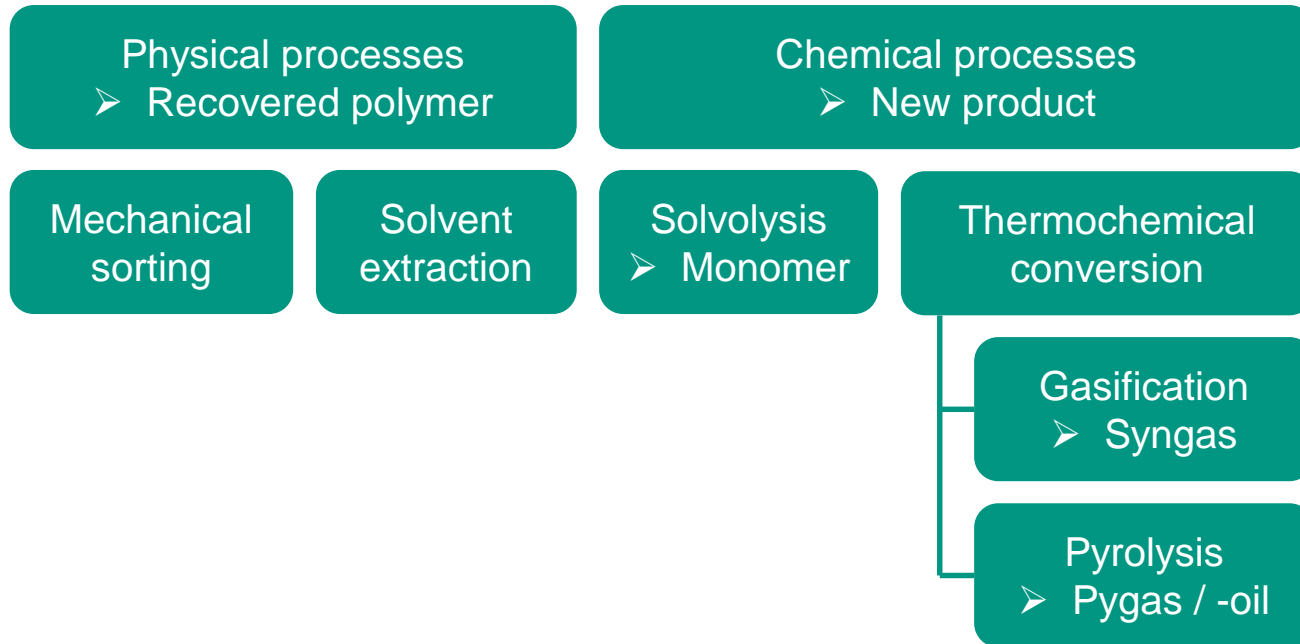 Physical processes
➢ Recovered polymer
Chemical processes
➢ New product
Mechanical
sorting
Solvent
extraction
Solvolysis
➢ Monomer
Thermochemical
conversion
Gasification
➢ Syngas
Pyrolysis
➢ Pygas / -oil